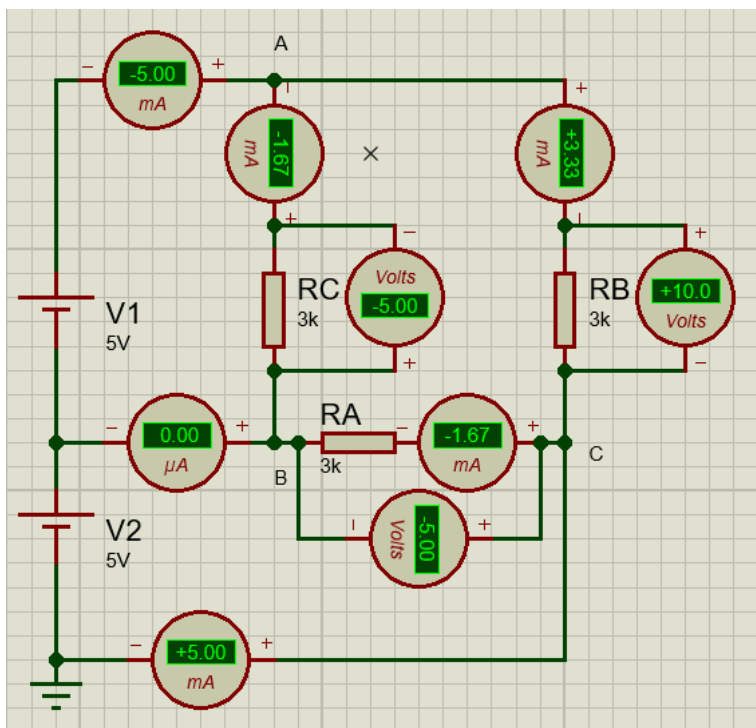 A
− -5.00 +
mA
− +
mA -1.67
mA +3.33
+ −
− +
RC
3k
Volts
-5.00
RB
3k
+10.0
Volts
+ −
V1
5V
RA
3k
− 0.00 +
µA
− -1.67 +
mA
B
C
V2
5V
− +
Volts -5.00
− +5.00 +
mA